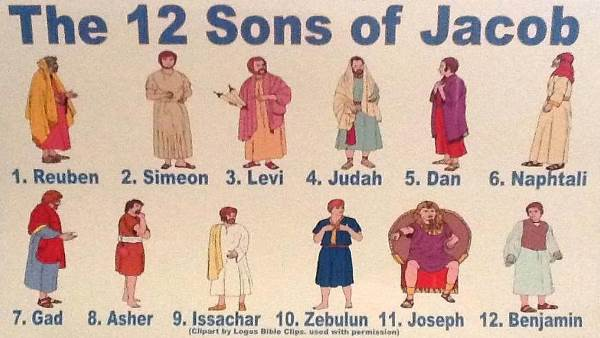 The 12 Sons of Jacob
1. Reuben 2. Simeon 3. Levi 4. Judah 5. Dan 6. Naphtali
7. Gad 8. Asher 9. Issachar 10. Zebulun 11. Joseph 12. Benjamin
(Clipart by Logos Bible Clips. used with permission)